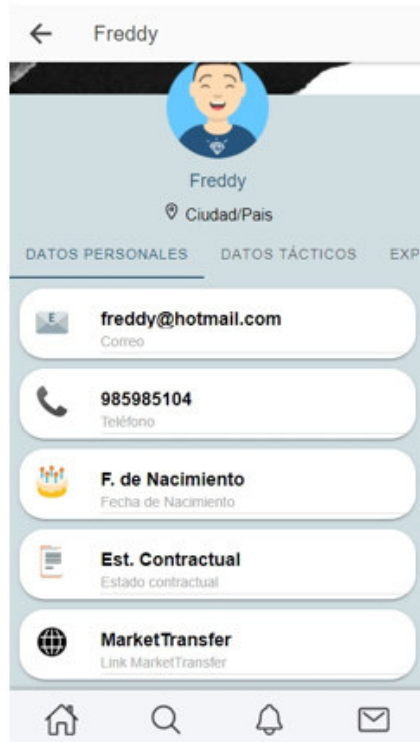 Freddy
Freddy
Ciudad/Pais
DATOS PERSONALES DATOS TÁCTICOS EXP
E
freddy@hotmail.com
Correo
985985104
Teléfono
F. de Nacimiento
Fecha de Nacimiento
Est. Contractual
Estado contractual
MarketTransfer
Link MarketTransfer